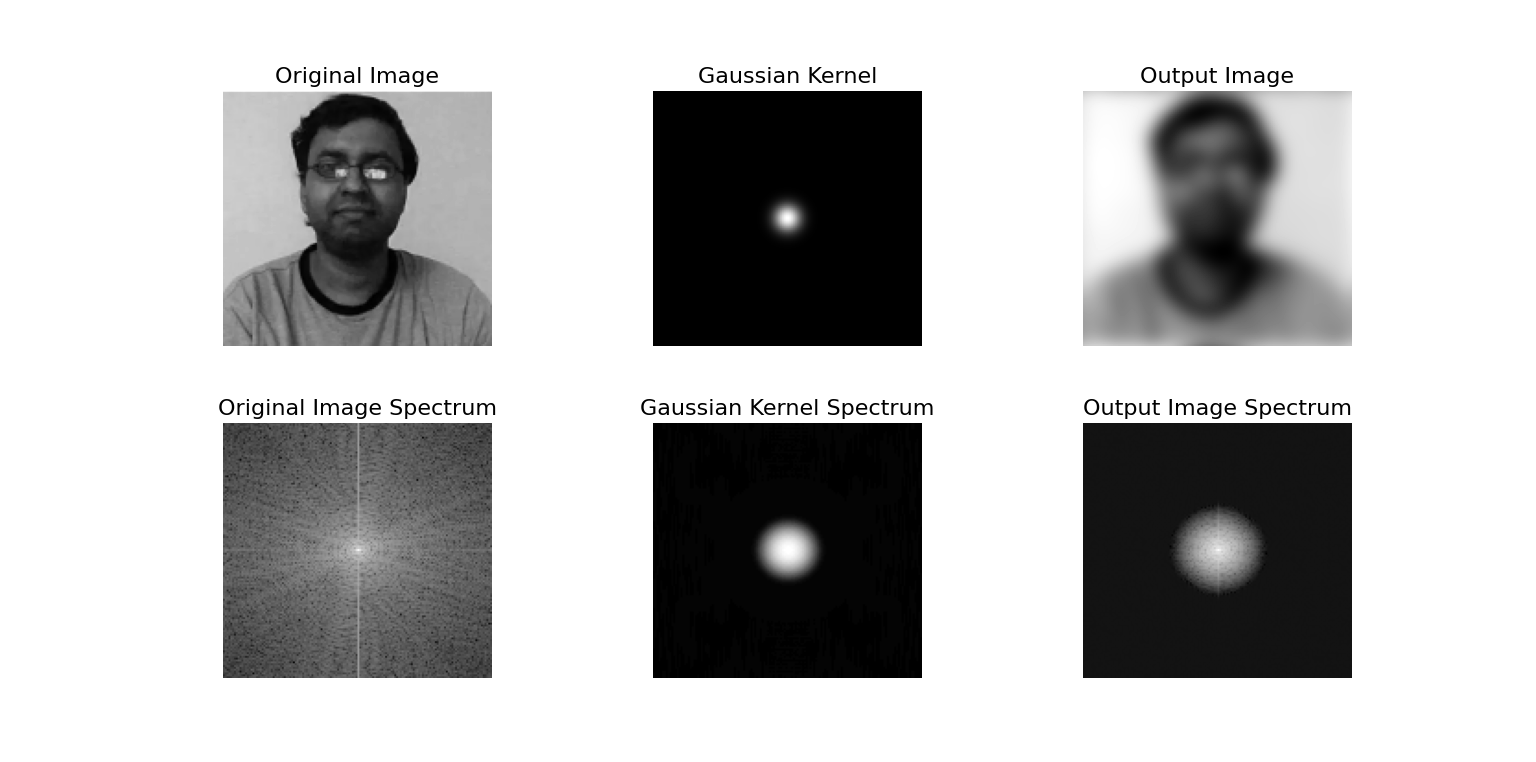 Original Image
Gaussian Kernel
Output Image
Original Image Spectrum
Gaussian Kernel Spectrum
Output Image Spectrum